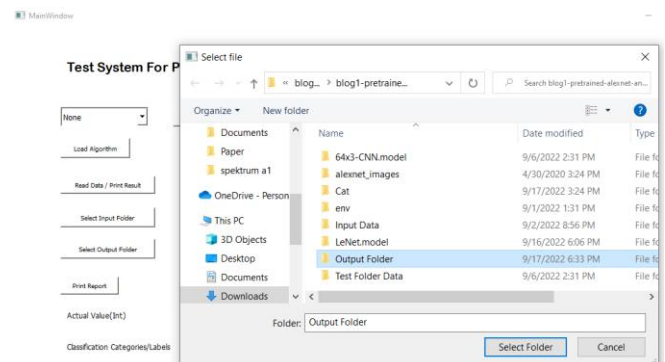 MainWindow
Test System For P
None
Load Algorithm
Read Data / Print Result
Select Input Folder
Select Output Folder
Print Report
Actual Value(Int)
Classification Categories/Labels
Select file
« blog... > blog1-pretraine...
Search blog1-pretrained-alexnet-an...
Organize
New folder
Documents
Paper
spektrum a1
OneDrive - Person
This PC
3D Objects
Desktop
Documents
Downloads
Name Date modified Type
64x3-CNN.model 9/6/2022 2:31 PM File fo
alexnet_images 4/30/2020 3:24 PM File fo
Cat 9/17/2022 3:24 PM File fo
env 9/1/2022 1:31 PM File fo
Input Data 9/2/2022 8:56 PM File fo
LeNet.model 9/16/2022 6:06 PM File fo
Output Folder 9/17/2022 6:33 PM File fo
Test Folder Data 9/6/2022 2:31 PM File fo
Folder: Output Folder
Select Folder Cancel